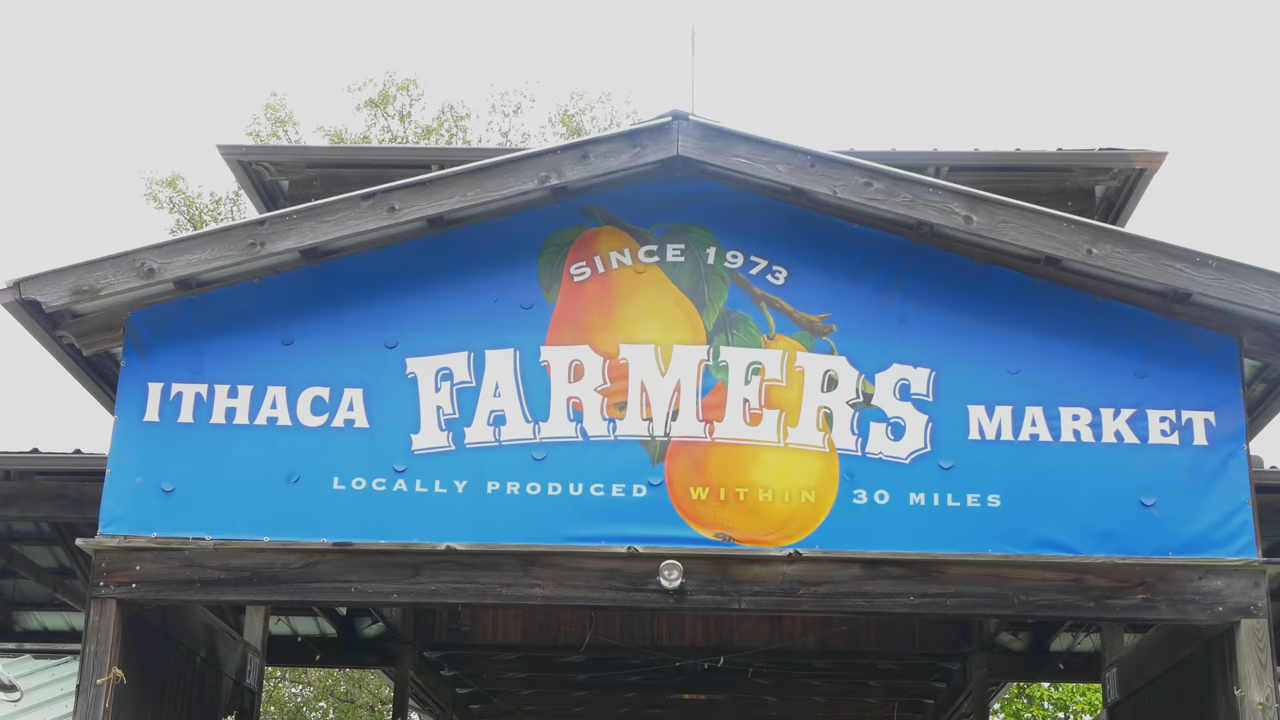 SINCE 1973
ITHACA FARMERS MARKET
LOCALLY PRODUCED WITHIN 30 MILES